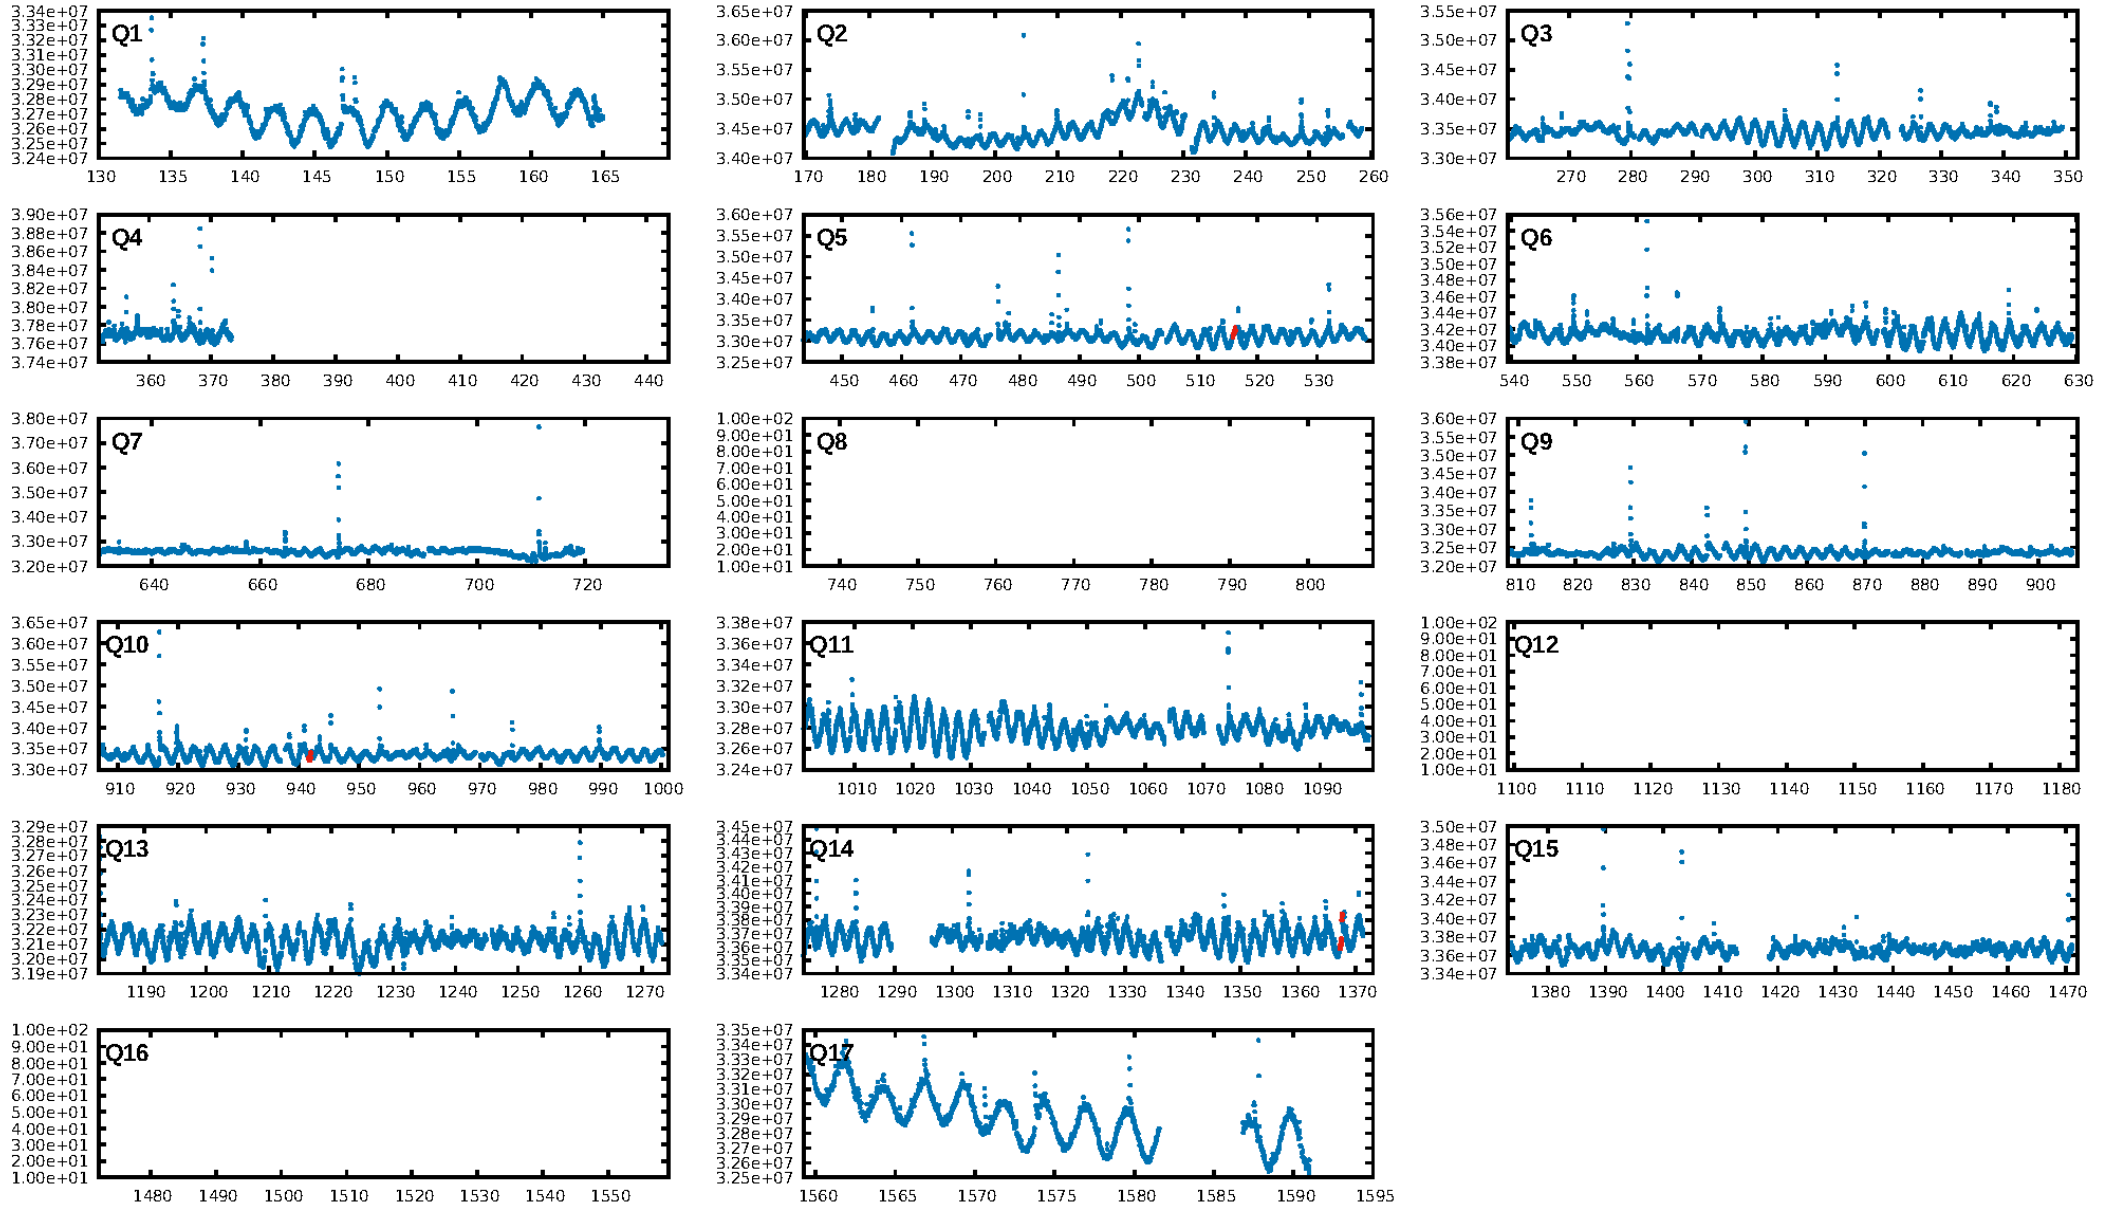 Q1
3.34e+07
3.33e+07
3.32e+07
3.31e+07
3.30e+07
3.29e+07
3.28e+07
3.27e+07
3.26e+07
3.25e+07
3.24e+07
130 135 140 145 150 155 160 165
Q2
3.65e+07
3.60e+07
3.55e+07
3.50e+07
3.45e+07
3.40e+07
170 180 190 200 210 220 230 240 250 260
Q3
3.55e+07
3.50e+07
3.45e+07
3.40e+07
3.35e+07
3.30e+07
270 280 290 300 310 320 330 340 350
Q4
3.90e+07
3.88e+07
3.86e+07
3.84e+07
3.82e+07
3.80e+07
3.78e+07
3.76e+07
3.74e+07
360 370 380 390 400 410 420 430 440
Q5
3.60e+07
3.55e+07
3.50e+07
3.45e+07
3.40e+07
3.35e+07
3.30e+07
3.25e+07
450 460 470 480 490 500 510 520 530
Q6
3.56e+07
3.54e+07
3.52e+07
3.50e+07
3.48e+07
3.46e+07
3.44e+07
3.42e+07
3.40e+07
3.38e+07
540 550 560 570 580 590 600 610 620 630
Q7
3.80e+07
3.70e+07
3.60e+07
3.50e+07
3.40e+07
3.30e+07
3.20e+07
640 660 680 700 720
Q8
1.00e+02
9.00e+01
8.00e+01
7.00e+01
6.00e+01
5.00e+01
4.00e+01
3.00e+01
2.00e+01
1.00e+01
740 750 760 770 780 790 800
Q9
3.60e+07
3.55e+07
3.50e+07
3.45e+07
3.40e+07
3.35e+07
3.30e+07
3.25e+07
3.20e+07
810 820 830 840 850 860 870 880 890 900
Q10
3.65e+07
3.60e+07
3.55e+07
3.50e+07
3.45e+07
3.40e+07
3.35e+07
3.30e+07
910 920 930 940 950 960 970 980 990 1000
Q11
3.38e+07
3.36e+07
3.34e+07
3.32e+07
3.30e+07
3.28e+07
3.26e+07
3.24e+07
1010 1020 1030 1040 1050 1060 1070 1080 1090
Q12
1.00e+02
9.00e+01
8.00e+01
7.00e+01
6.00e+01
5.00e+01
4.00e+01
3.00e+01
2.00e+01
1.00e+01
1100 1110 1120 1130 1140 1150 1160 1170 1180
Q13
3.29e+07
3.28e+07
3.27e+07
3.26e+07
3.25e+07
3.24e+07
3.23e+07
3.22e+07
3.21e+07
3.20e+07
3.19e+07
1190 1200 1210 1220 1230 1240 1250 1260 1270
Q14
3.45e+07
3.44e+07
3.43e+07
3.42e+07
3.41e+07
3.40e+07
3.39e+07
3.38e+07
3.37e+07
3.36e+07
3.35e+07
3.34e+07
1280 1290 1300 1310 1320 1330 1340 1350 1360 1370
Q15
3.50e+07
3.48e+07
3.46e+07
3.44e+07
3.42e+07
3.40e+07
3.38e+07
3.36e+07
3.34e+07
1380 1390 1400 1410 1420 1430 1440 1450 1460 1470
Q16
1.00e+02
9.00e+01
8.00e+01
7.00e+01
6.00e+01
5.00e+01
4.00e+01
3.00e+01
2.00e+01
1.00e+01
1480 1490 1500 1510 1520 1530 1540 1550
Q17
3.35e+07
3.34e+07
3.33e+07
3.32e+07
3.31e+07
3.30e+07
3.29e+07
3.28e+07
3.27e+07
3.26e+07
3.25e+07
1560 1565 1570 1575 1580 1585 1590 1595